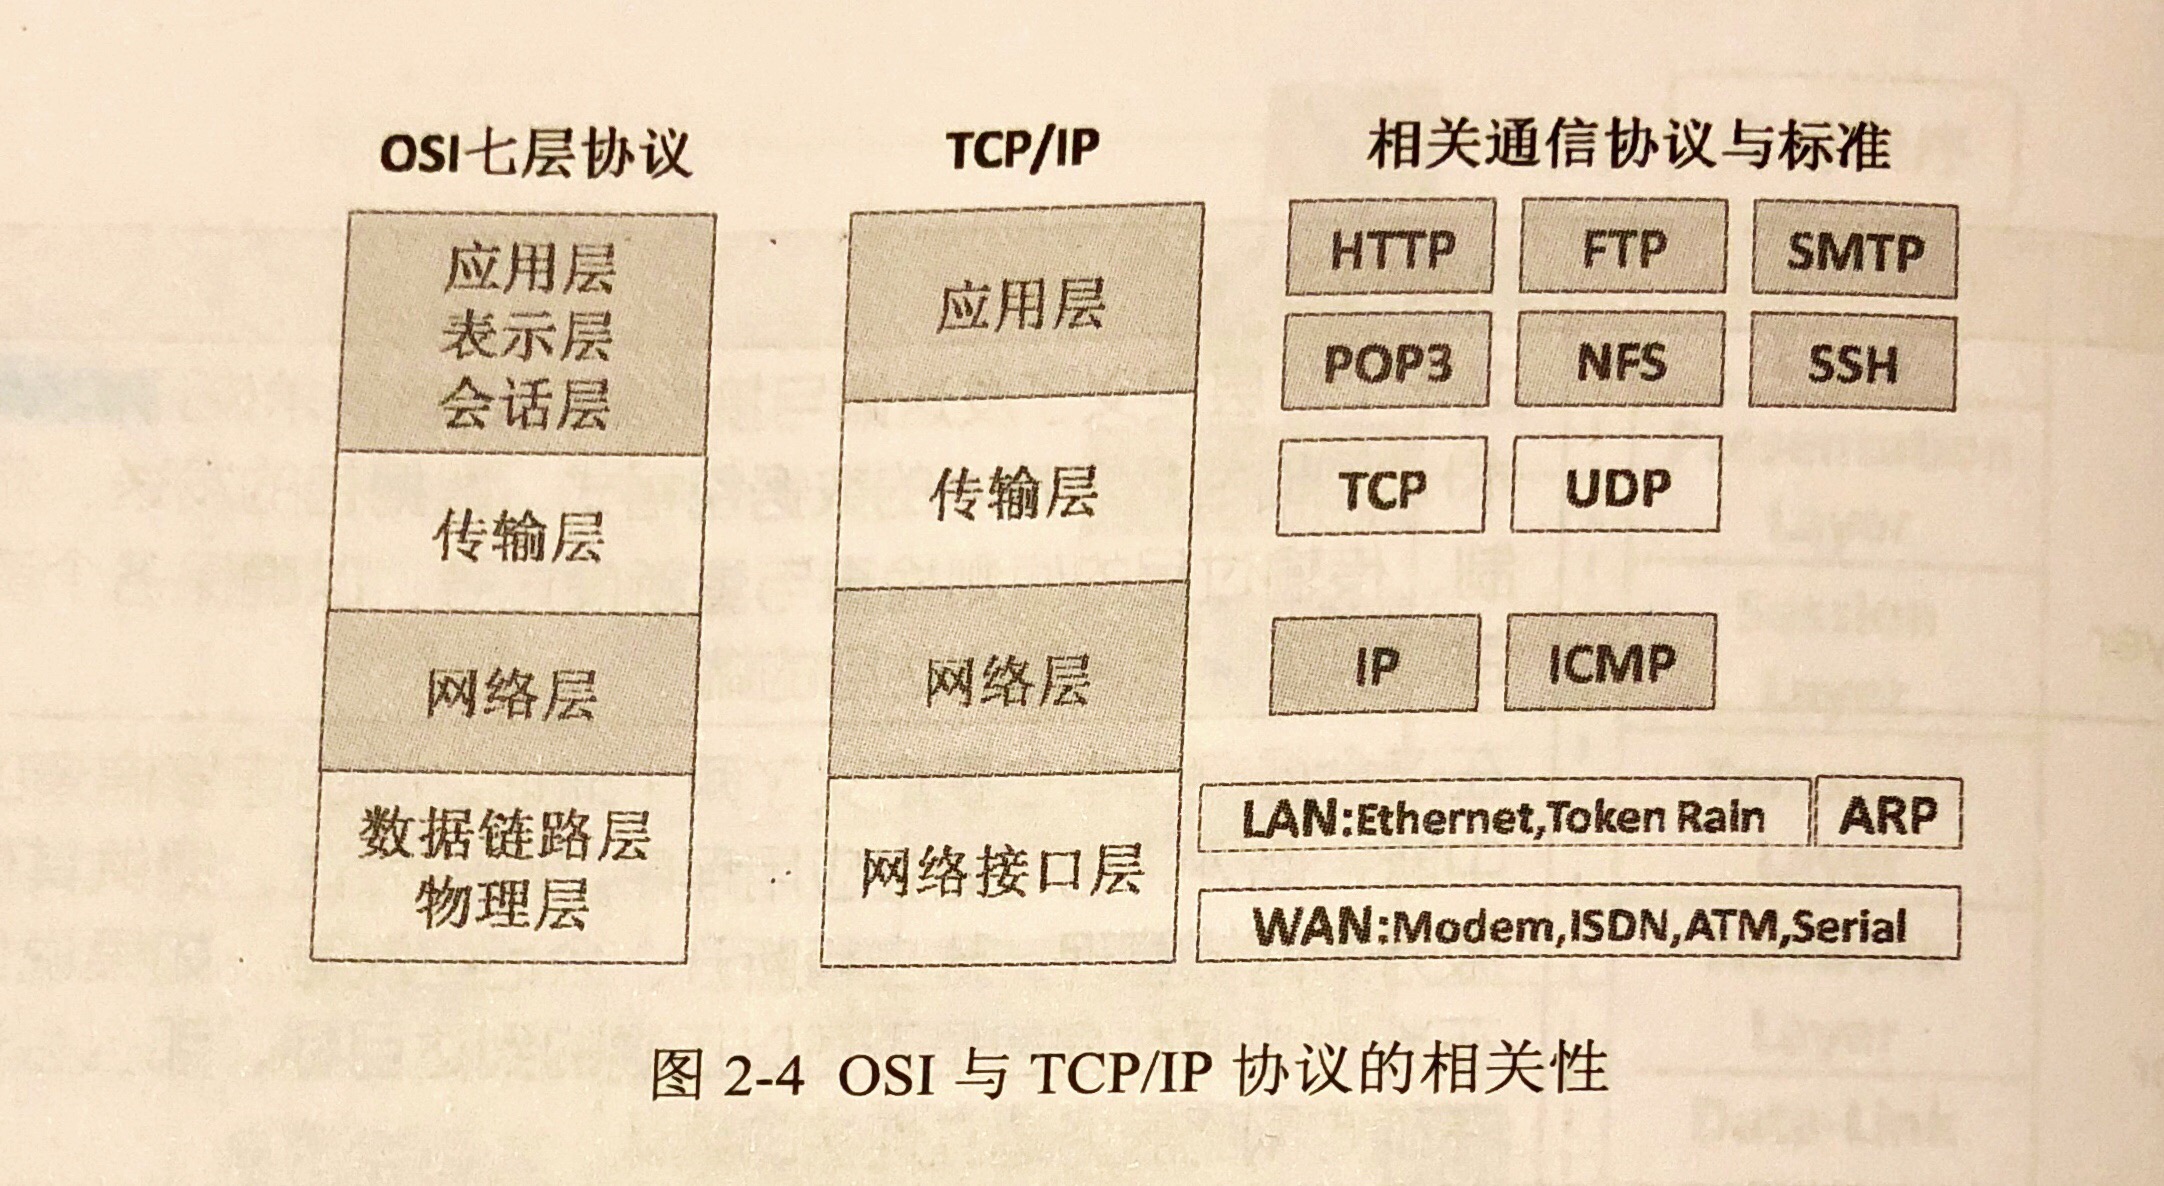 OSI七层协议
TCP/IP
相关通信协议与标准
应用层
表示层
会话层
传输层
网络层
数据链路层
物理层
应用层
传输层
网络层
网络接口层
HTTP FTP SMTP
POP3 NFS SSH
TCP UDP
IP ICMP
LAN:Ethernet,Token Rain ARP
WAN:Modem,ISDN,ATM,Serial
图 2-4 OSI 与 TCP/IP 协议的相关性